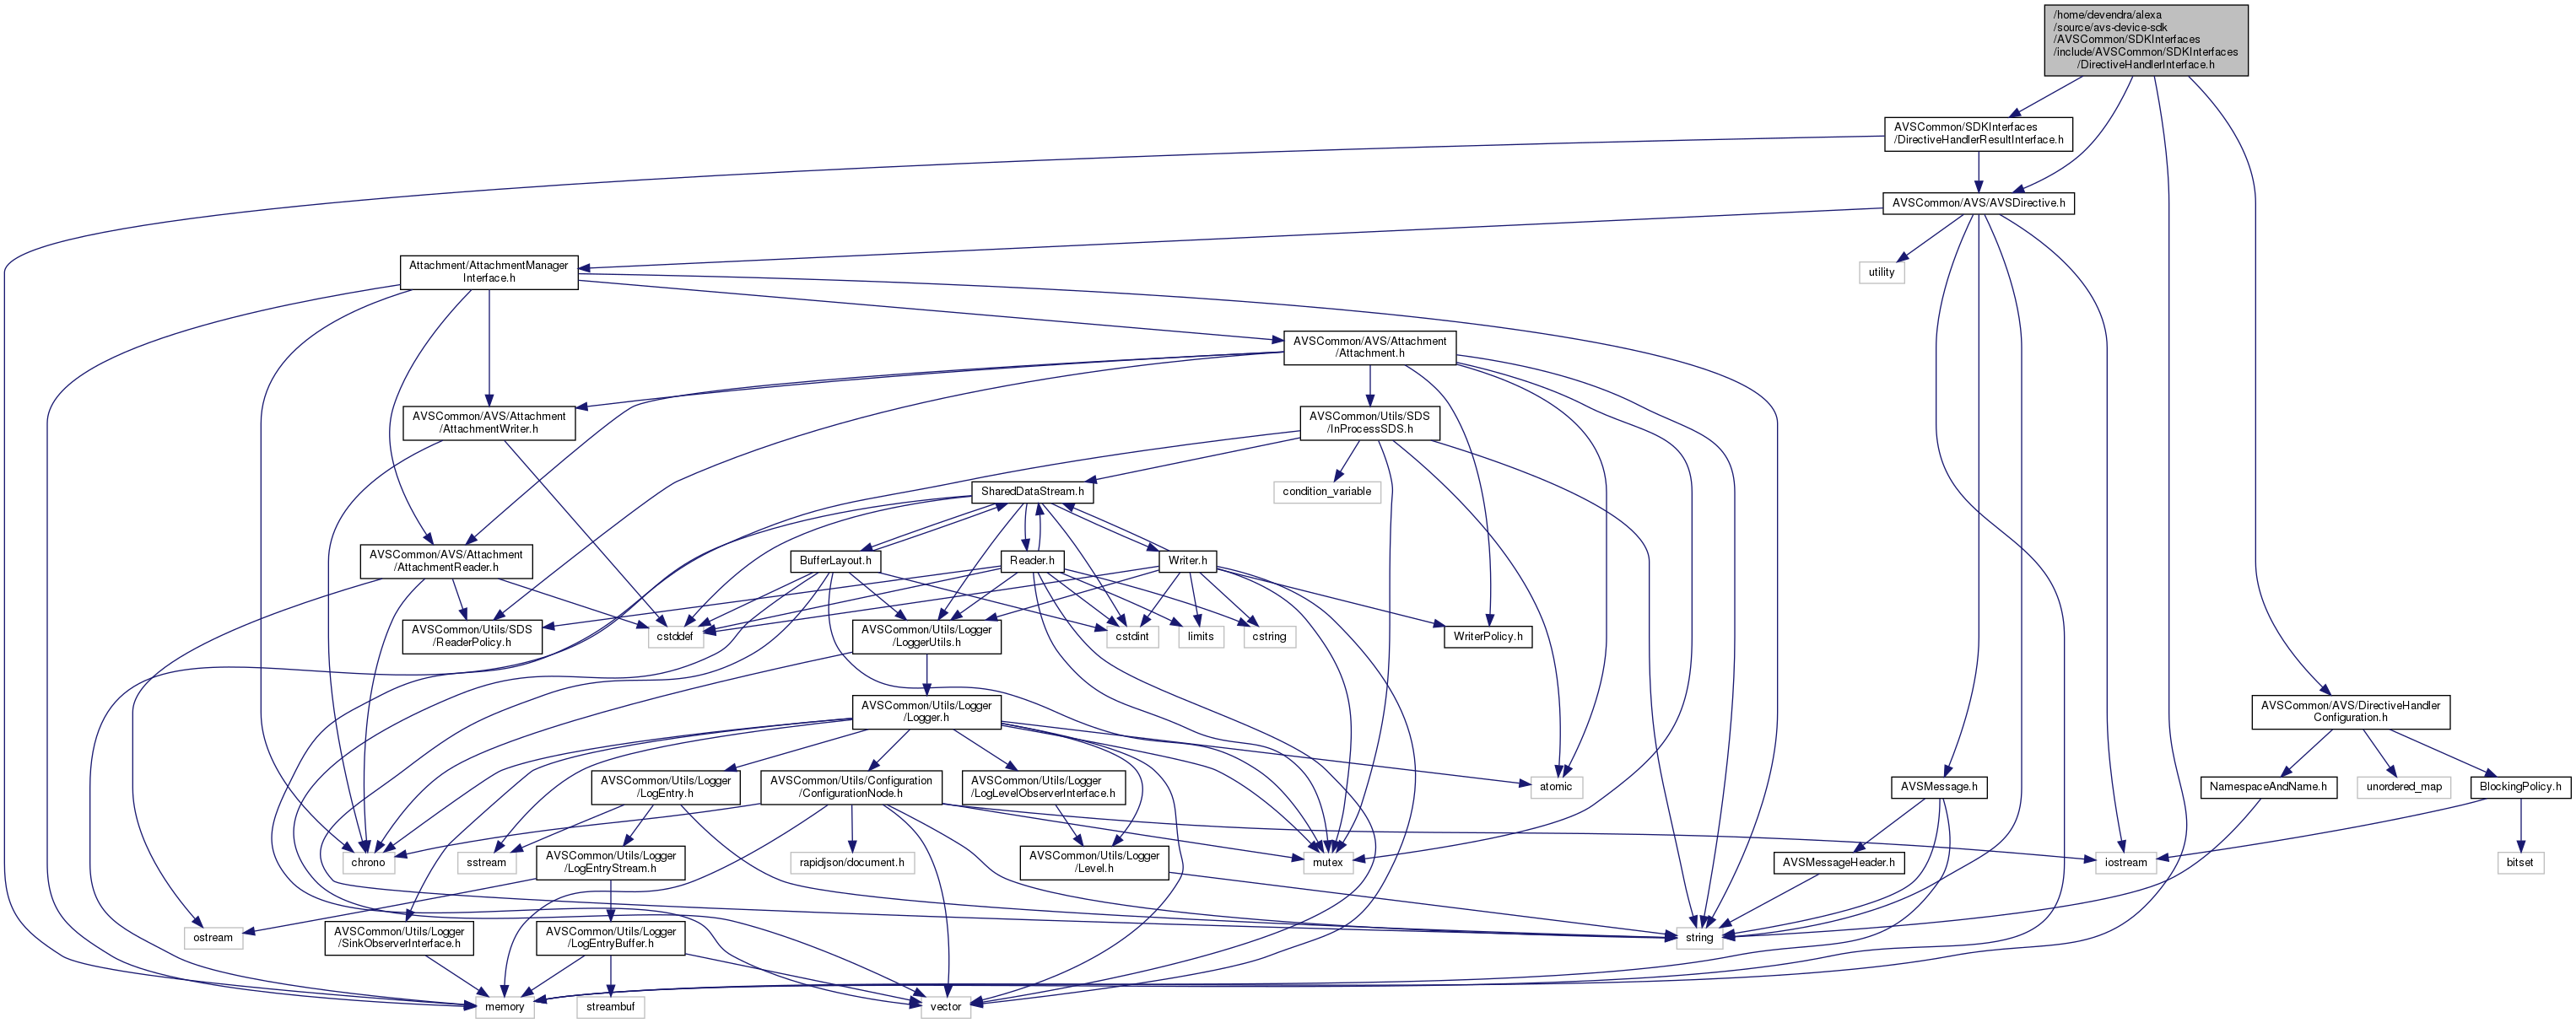 /home/devendra/alexa
/source/avs-device-sdk
/AVSCommon/SDKInterfaces
/include/AVSCommon/SDKInterfaces
/DirectiveHandlerInterface.h
AVSCommon/SDKInterfaces
/DirectiveHandlerResultInterface.h
AVSCommon/AVS/AVSDirective.h
Attachment/AttachmentManager
Interface.h
utility
AVSCommon/AVS/Attachment
/Attachment.h
AVSCommon/AVS/Attachment
/AttachmentWriter.h
AVSCommon/Utils/SDS
/InProcessSDS.h
SharedDataStream.h
condition_variable
AVSCommon/AVS/Attachment
/AttachmentReader.h
BufferLayout.h
Reader.h
Writer.h
AVSCommon/Utils/SDS
/ReaderPolicy.h
cstddef
AVSCommon/Utils/Logger
/LoggerUtils.h
cstdint
limits
cstring
WriterPolicy.h
AVSCommon/Utils/Logger
/Logger.h
AVSCommon/AVS/DirectiveHandler
Configuration.h
AVSCommon/Utils/Logger
/LogEntry.h
AVSCommon/Utils/Configuration
/ConfigurationNode.h
AVSCommon/Utils/Logger
/LogLevelObserverInterface.h
atomic
AVSMessage.h
NamespaceAndName.h
unordered_map
BlockingPolicy.h
chrono
sstream
AVSCommon/Utils/Logger
/LogEntryStream.h
rapidjson/document.h
AVSCommon/Utils/Logger
/Level.h
mutex
AVSMessageHeader.h
iostream
bitset
ostream
AVSCommon/Utils/Logger
/SinkObserverInterface.h
AVSCommon/Utils/Logger
/LogEntryBuffer.h
string
memory
streambuf
vector